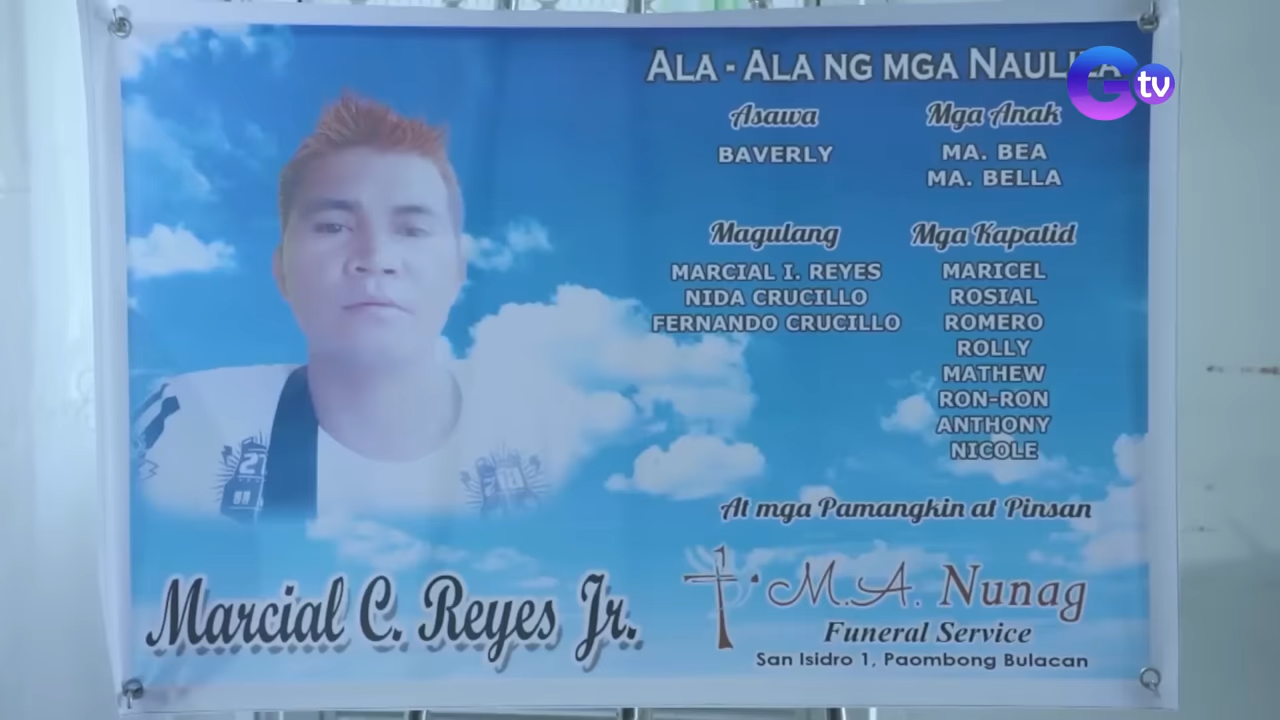 ALA - ALA NG MGA
G tv
Asawa
BAVERLY
Mga Anak
MA. BEA
MA. BELLA
Magulang
MARCIAL I. REYES
NIDA CRUCILLO
FERNANDO CRUCILLO
Mga Kapatid
MARICEL
ROSIAL
ROMERO
ROLLY
MATHEW
RON-RON
ANTHONY
NICOLE
At mga Pamangkin at Pinsan
Marcial C. Reyes Jr.
M.A. Nunag
Funeral Service
San Isidro 1, Paombong Bulacan